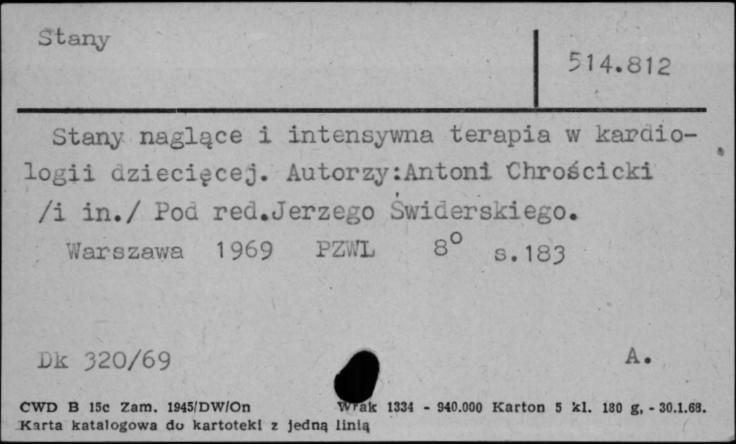 Stany
514.812
Stany naglące i intensywna terapia w kardio-
logii dziecięcej. Autorzy:Antoni Chrościcki
/i in./ Pod red.Jerzego Świderskiego.
Warszawa 1969 PZWL 8° s.183
Dk 320/69 A.
CWD B 15c Zam. 1945/DW/On Wrak 1334 - 940.000 Karton 5 kl. 180 g, - 30.1.68.
Karta katalogowa do kartoteki z jedną linią